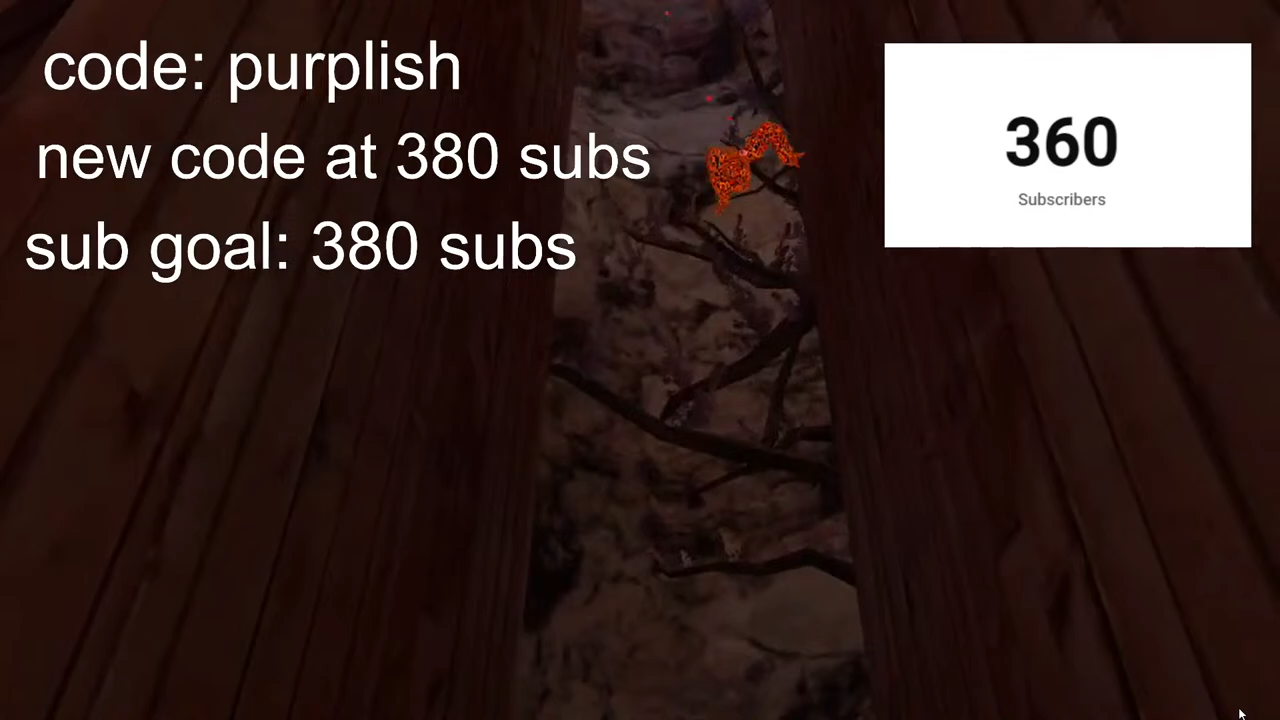 code: purplish
new code at 380 subs
sub goal: 380 subs
360
Subscribers